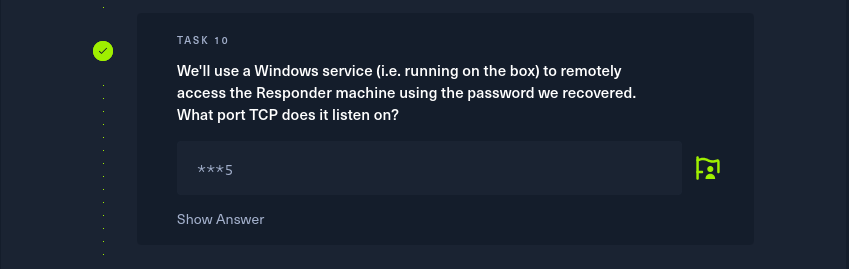 TASK 10
We'll use a Windows service (i.e. running on the box) to remotely
access the Responder machine using the password we recovered.
What port TCP does it listen on?
***5
Show Answer